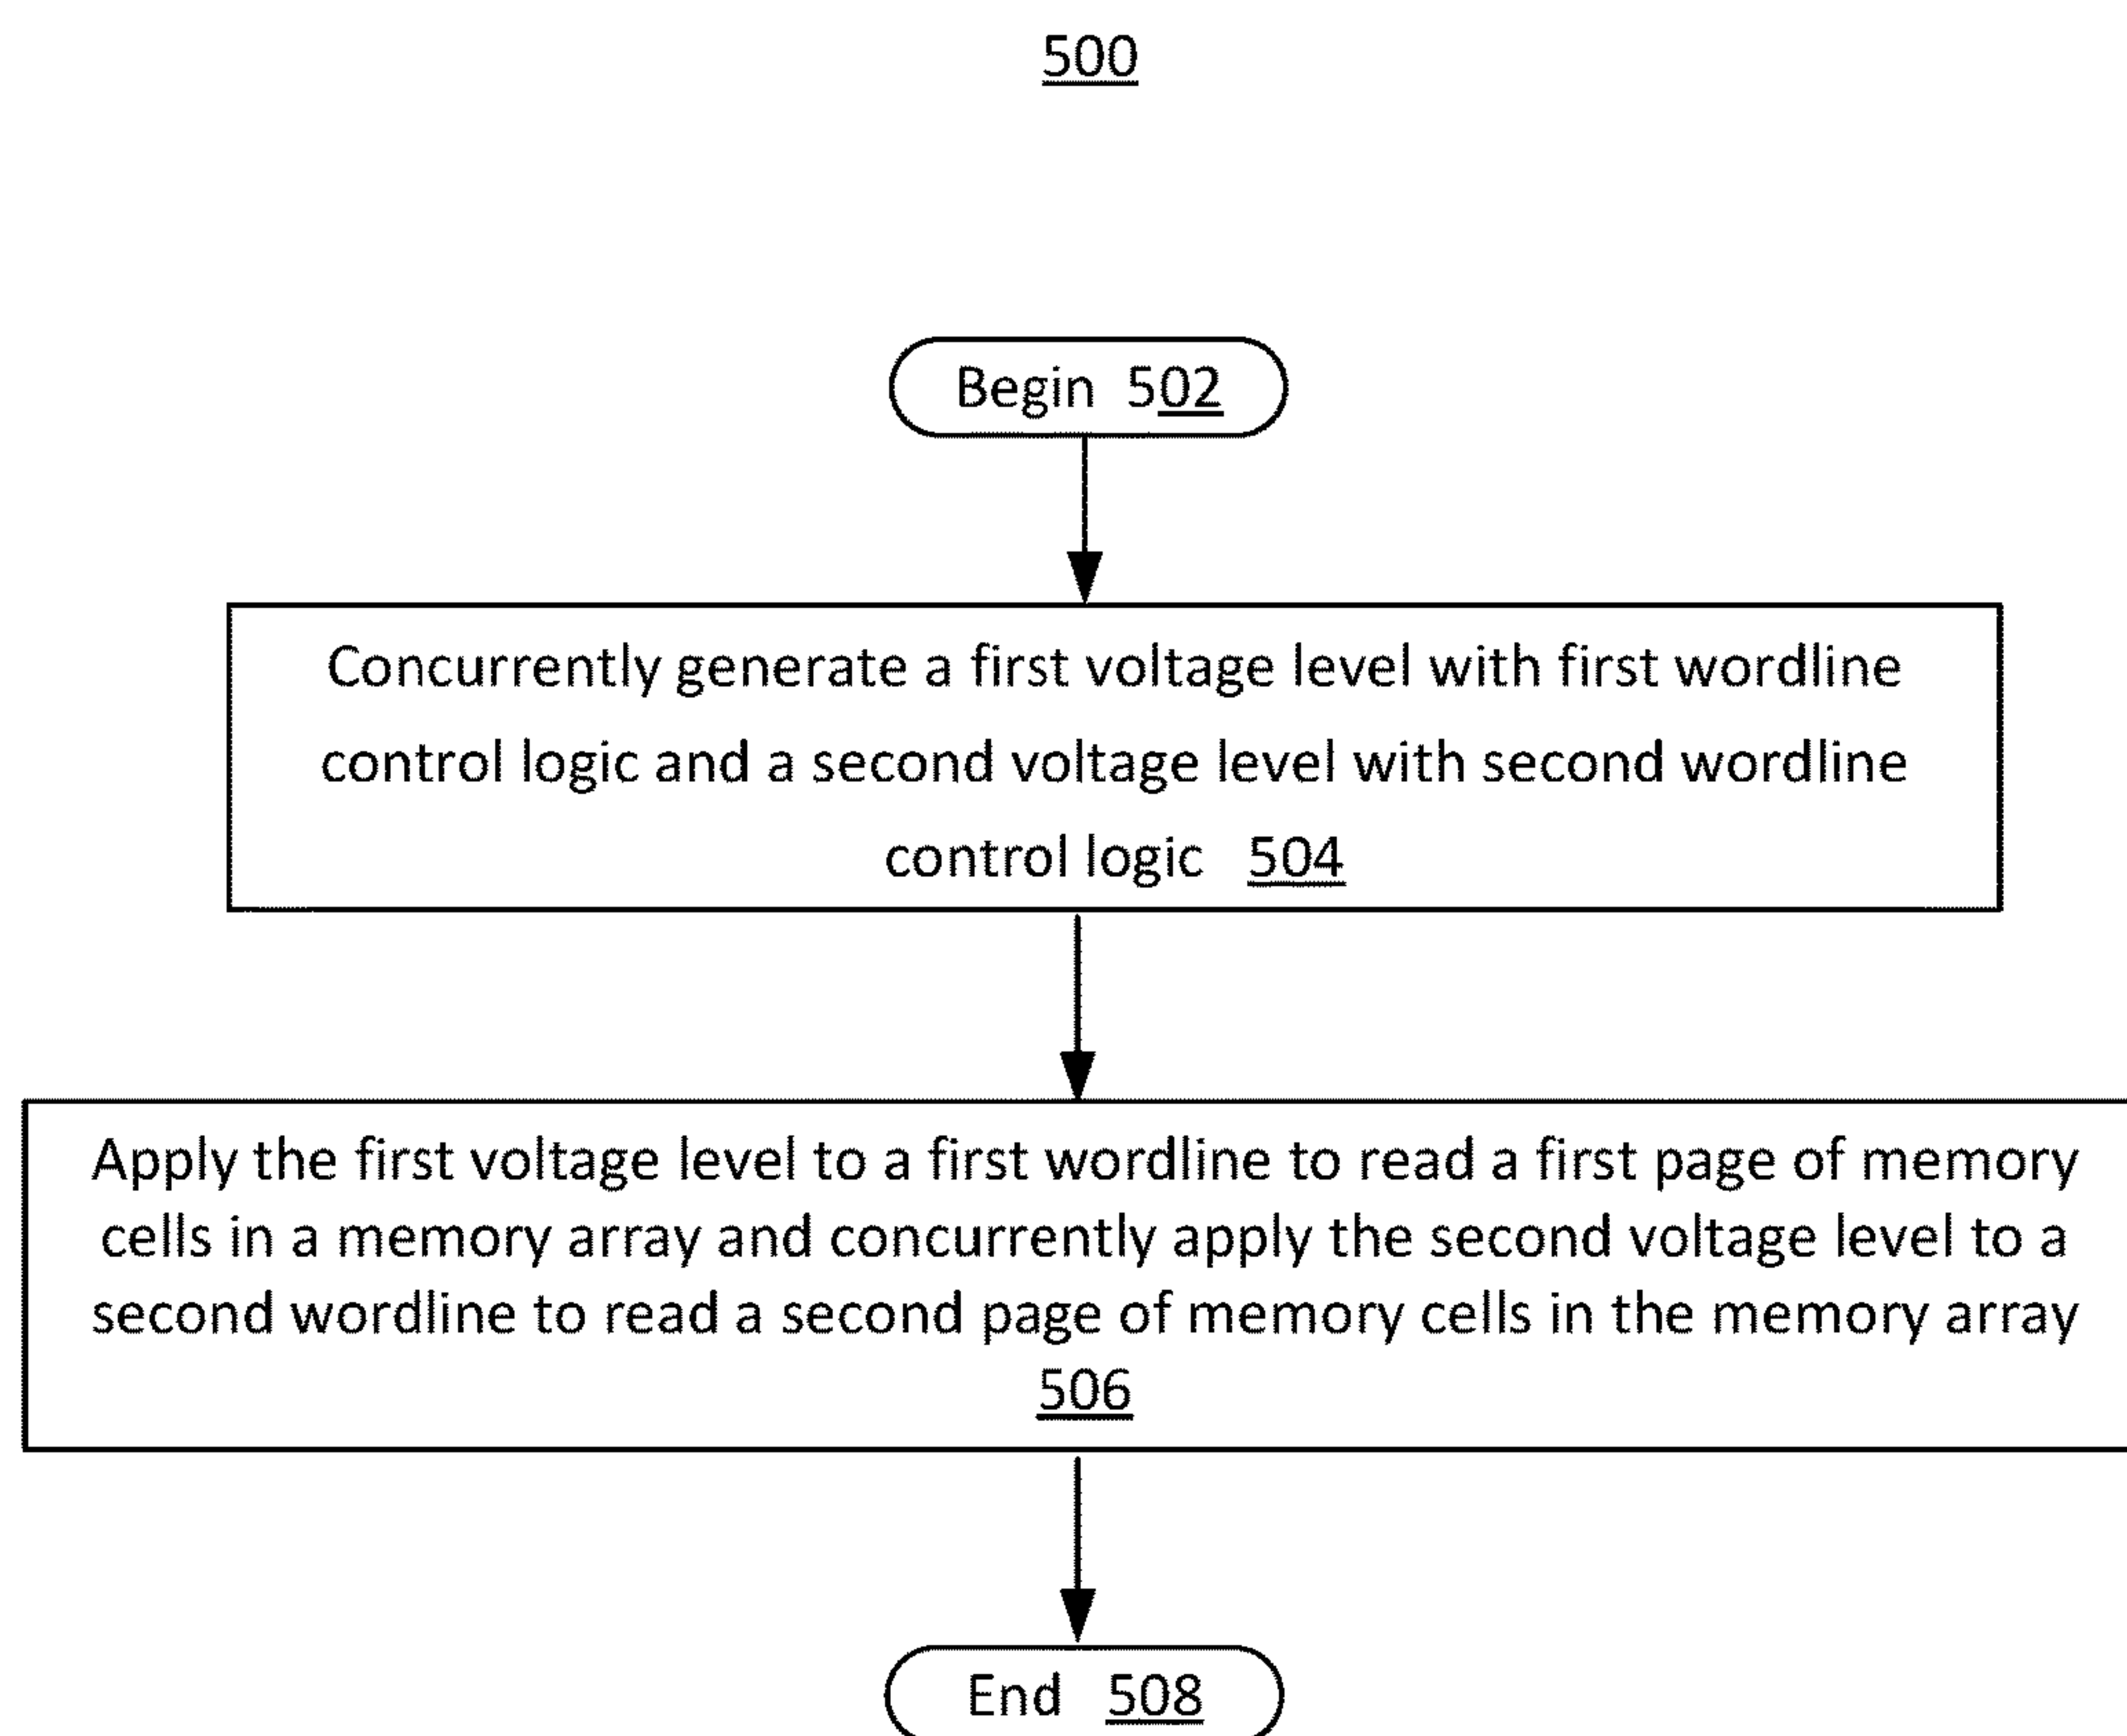 500
Begin 502
Concurrently generate a first voltage level with first wordline
control logic and a second voltage level with second wordline
control logic 504
Apply the first voltage level to a first wordline to read a first page of memory
cells in a memory array and concurrently apply the second voltage level to a
second wordline to read a second page of memory cells in the memory array
506
End 508